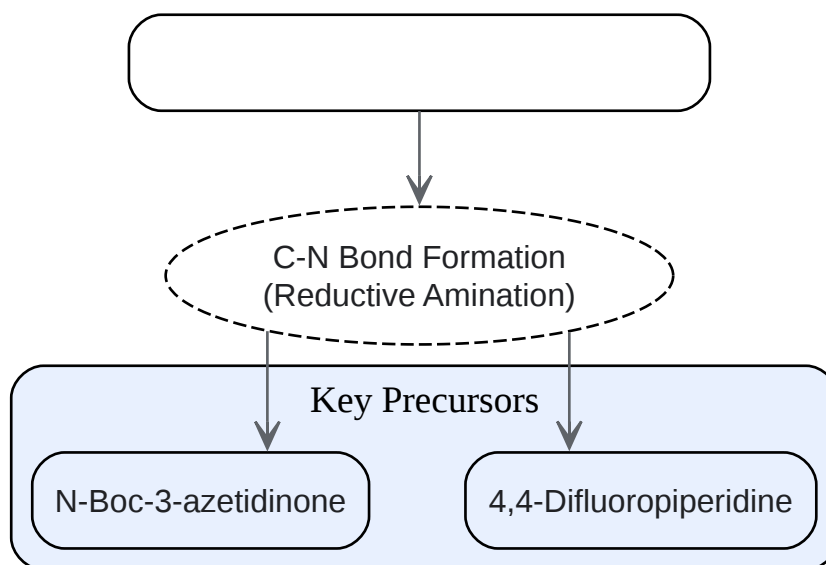 C-N Bond Formation
(Reductive Amination)
Key Precursors
N-Boc-3-azetidinone
4,4-Difluoropiperidine